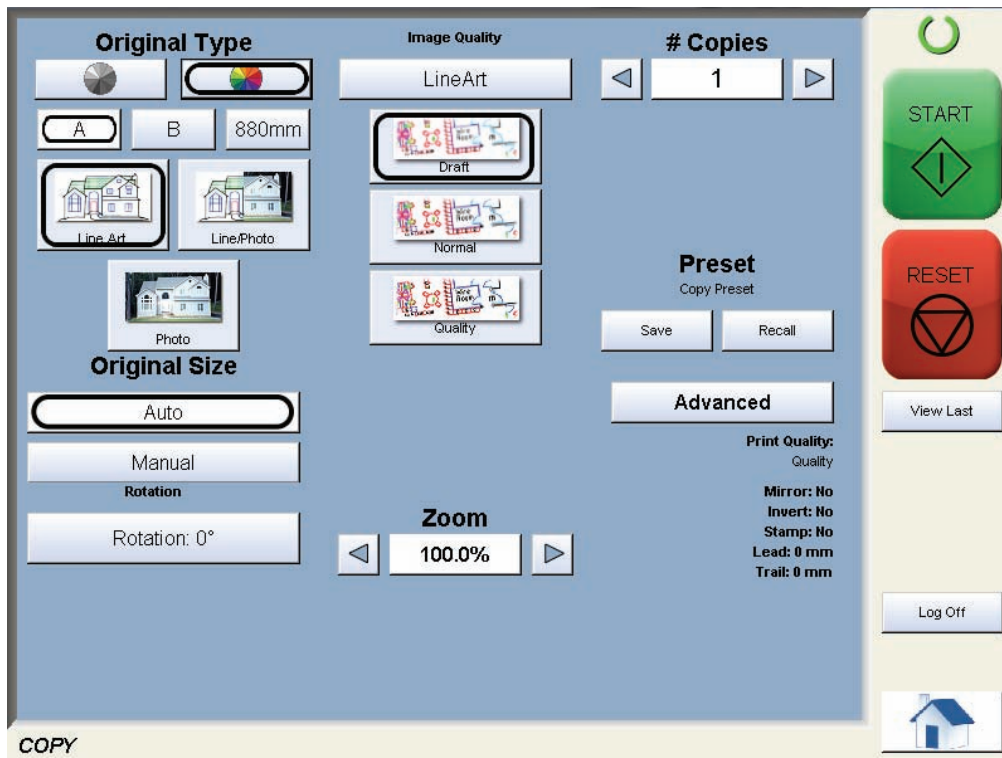 Original Type
A
B
880mm
Line Art
Line/Photo
Photo
Original Size
Auto
Manual
Rotation
Rotation: 0°
Image Quality
LineArt
Draft
Normal
Quality
Zoom
100.0%
# Copies
1
Preset
Copy Preset
Save
Recall
Advanced
Print Quality:
Quality
Mirror: No
Invert: No
Stamp: No
Lead: 0 mm
Trail: 0 mm
START
RESET
View Last
Log Off
COPY